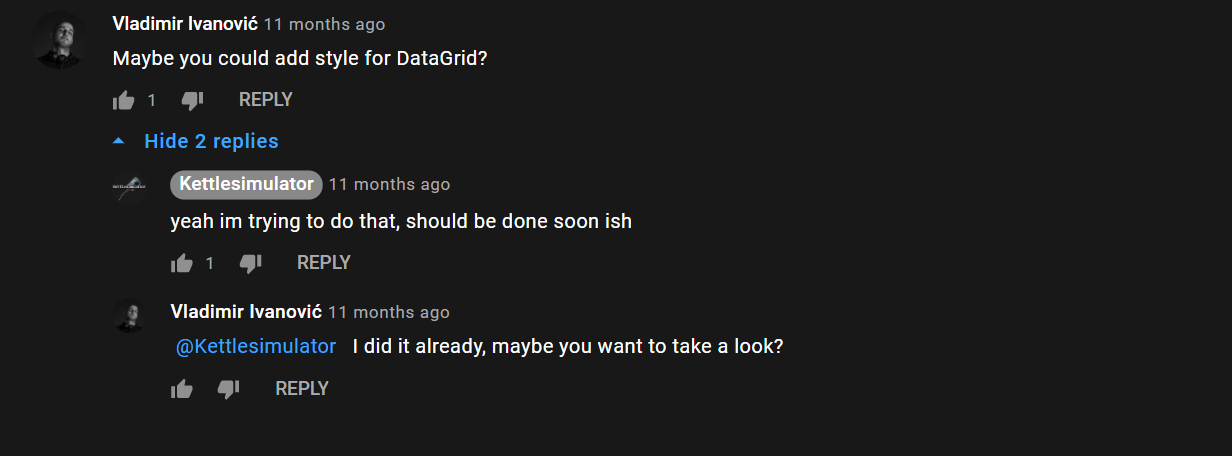 Vladimir Ivanović 11 months ago
Maybe you could add style for DataGrid?
1 REPLY
Hide 2 replies
Kettlesimulator 11 months ago
yeah im trying to do that, should be done soon ish
1 REPLY
Vladimir Ivanović 11 months ago
@Kettlesimulator I did it already, maybe you want to take a look?
REPLY